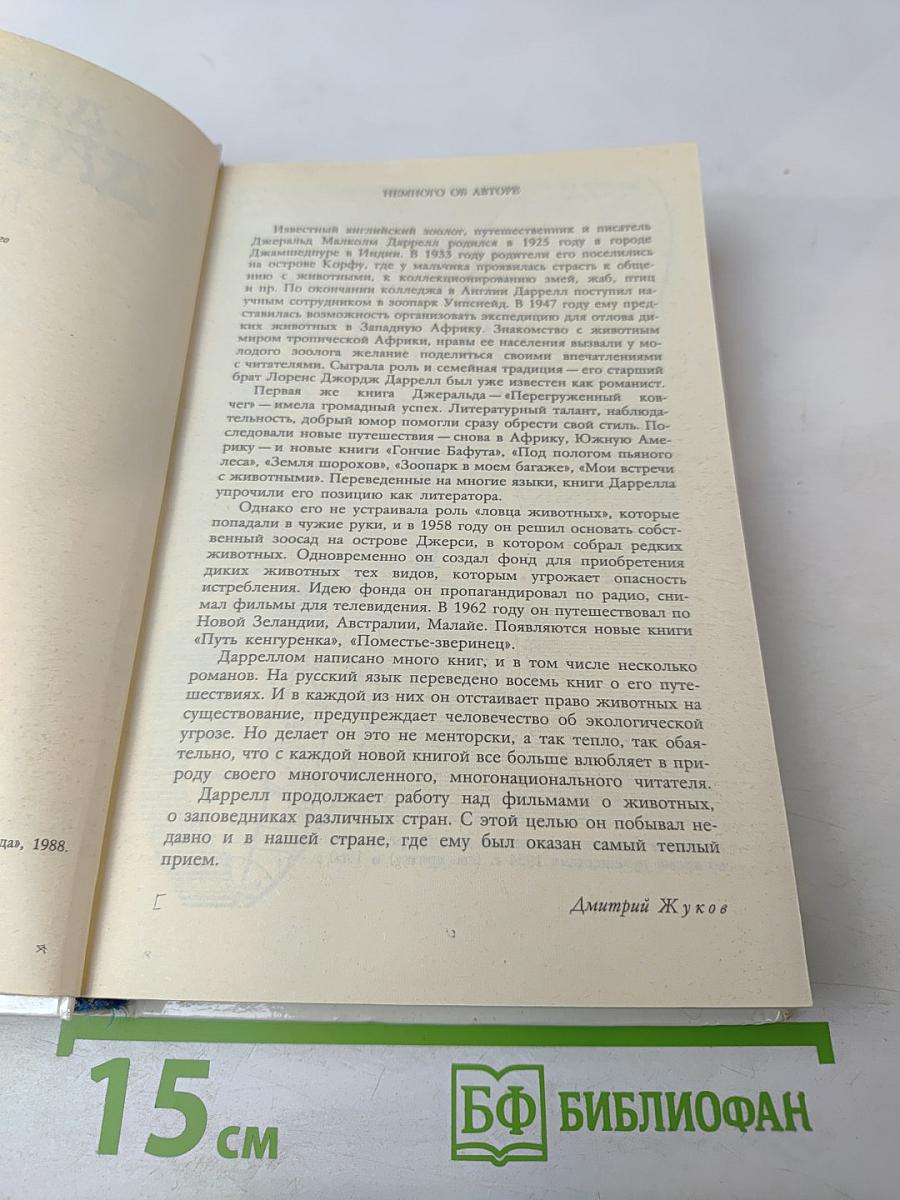 го
да», 1988.
НЕМНОГО ОБ АВТОРЕ
Известный английский зоолог, путешественник и писатель
Джеральд Малколм Даррелл родился в 1925 году в городе
Джамшедпуре в Индии. В 1933 году родители его поселились
на острове Корфу, где у мальчика проявилась страсть к обще-
нию с животными, к коллекционированию змей, жаб, птиц
и пр. По окончании колледжа в Англии Даррелл поступил на-
учным сотрудником в зоопарк Уипснейд. В 1947 году ему пред-
ставилась возможность организовать экспедицию для отлова ди-
ких животных в Западную Африку. Знакомство с животным
миром тропической Африки, нравы ее населения вызвали у мо-
лодого зоолога желание поделиться своими впечатлениями
с читателями. Сыграла роль и семейная традиция — его старший
брат Лоренс Джордж Даррелл был уже известен как романист.
Первая же книга Джеральда — «Перегруженный ков-
чег» — имела громадный успех. Литературный талант, наблюда-
тельность, добрый юмор помогли сразу обрести свой стиль. По-
следовали новые путешествия — снова в Африку, Южную Аме-
рику — и новые книги «Гончие Бафута», «Под пологом пьяного
леса», «Земля шорохов», «Зоопарк в моем багаже», «Мои встречи
с животными». Переведенные на многие языки, книги Даррелла
упрочили его позицию как литератора.
Однако его не устраивала роль «ловца животных», которые
попадали в чужие руки, и в 1958 году он решил основать собст-
венный зоосад на острове Джерси, в котором собрал редких
животных. Одновременно он создал фонд для приобретения
диких животных тех видов, которым угрожает опасность
истребления. Идею фонда он пропагандировал по радио, сни-
мал фильмы для телевидения. В 1962 году он путешествовал по
Новой Зеландии, Австралии, Малайе. Появляются новые книги
«Путь кенгуренка», «Поместье-зверинец».
Дарреллом написано много книг, и в том числе несколько
романов. На русский язык переведено восемь книг о его путе-
шествиях. И в каждой из них он отстаивает право животных на
существование, предупреждает человечество об экологической
угрозе. Но делает он это не менторски, а так тепло, так обая-
тельно, что с каждой новой книгой все больше влюбляет в при-
роду своего многочисленного, многонационального читателя.
Даррелл продолжает работу над фильмами о животных,
о заповедниках различных стран. С этой целью он побывал не-
давно и в нашей стране, где ему был оказан самый теплый
прием.
Дмитрий Жуков
15 см
БФ БИБЛИОФАН